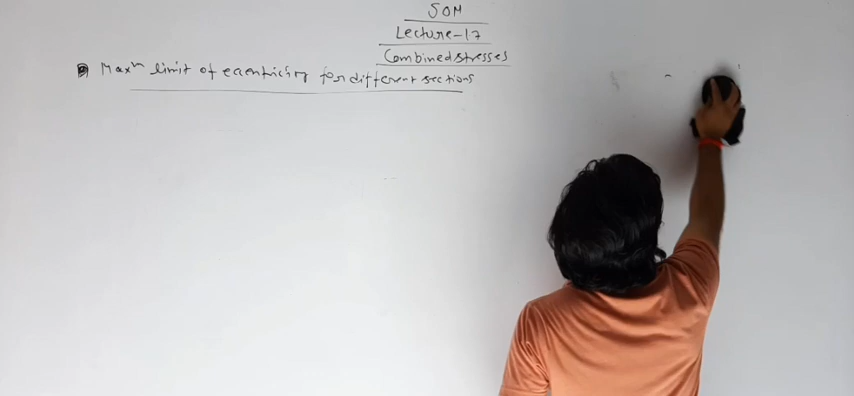 SOM
Lecture-17
Combined stresses
Maxm limit of eccentricity for different sections